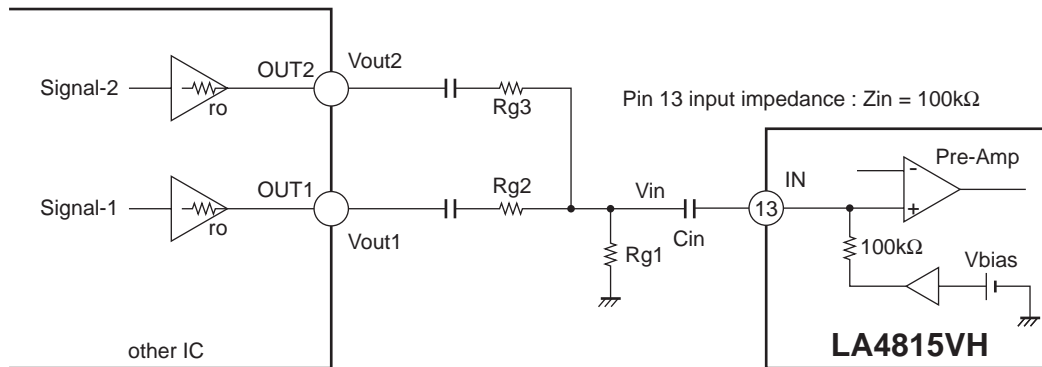 Signal-2
ro
OUT2
Vout2
Rg3
Pin 13 input impedance : Zin = 100kΩ
Signal-1
ro
OUT1
Vout1
Rg2
Rg1
Vin
Cin
13
IN
Pre-Amp
-
+
100kΩ
Vbias
other IC
LA4815VH